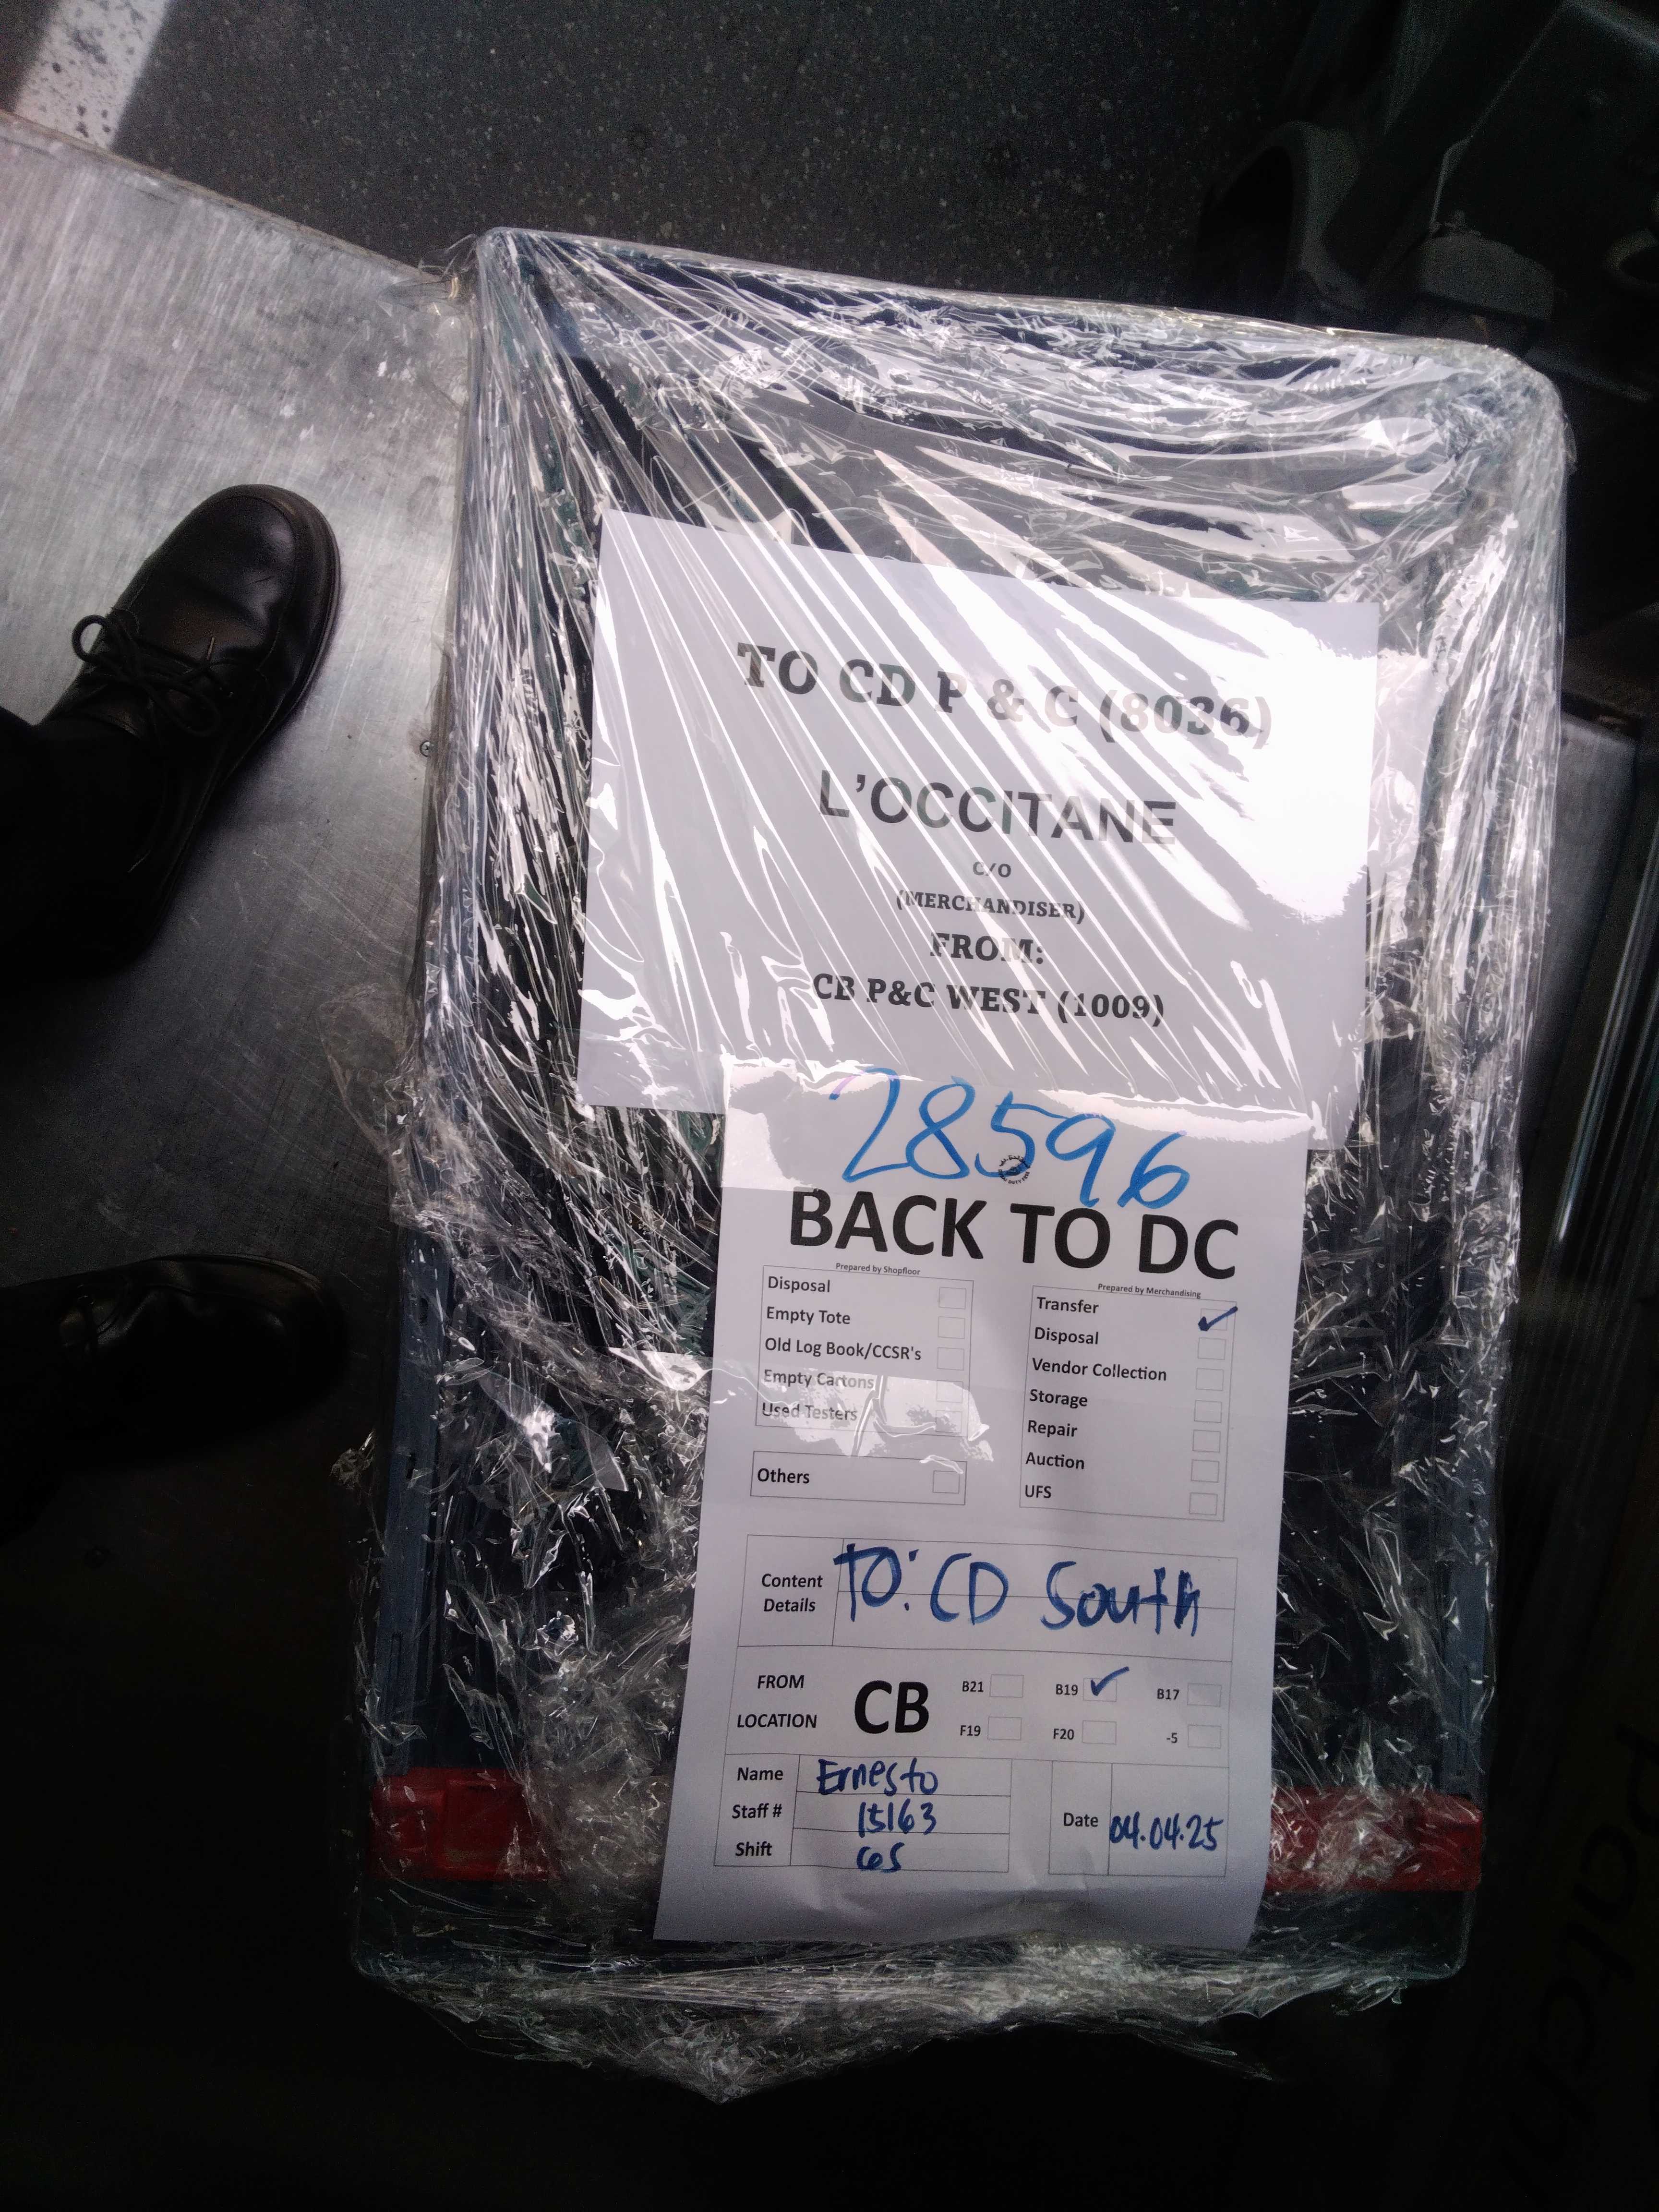 TO CD P & C (8036)
L'OCCITANE
C/O
(MERCHANDISER)
FROM:
CB P&C WEST (1009)
28596
BACK TO DC
Prepared by Shopfloor
Disposal
Empty Tote
Old Log Book/CCSR's
Empty Cartons
Used Testers
Others
Prepared by Merchandising
Transfer ✓
Disposal
Vendor Collection
Storage
Repair
Auction
UFS
Content Details TO: CD South
FROM LOCATION CB
B21 B19 ✓ B17
F19 F20 -5
Name Ernesto
Staff # 15163
Shift
Date 04.04.25